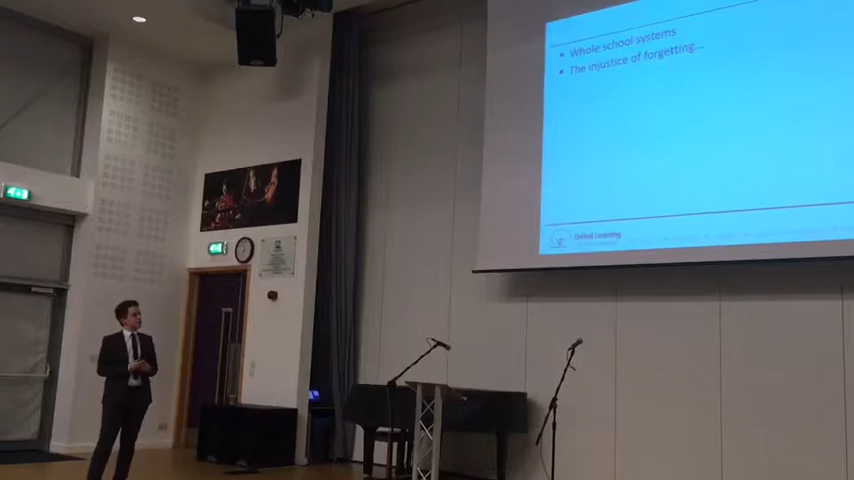 • Whole school systems
• The injustice of forgetting...
United Learning